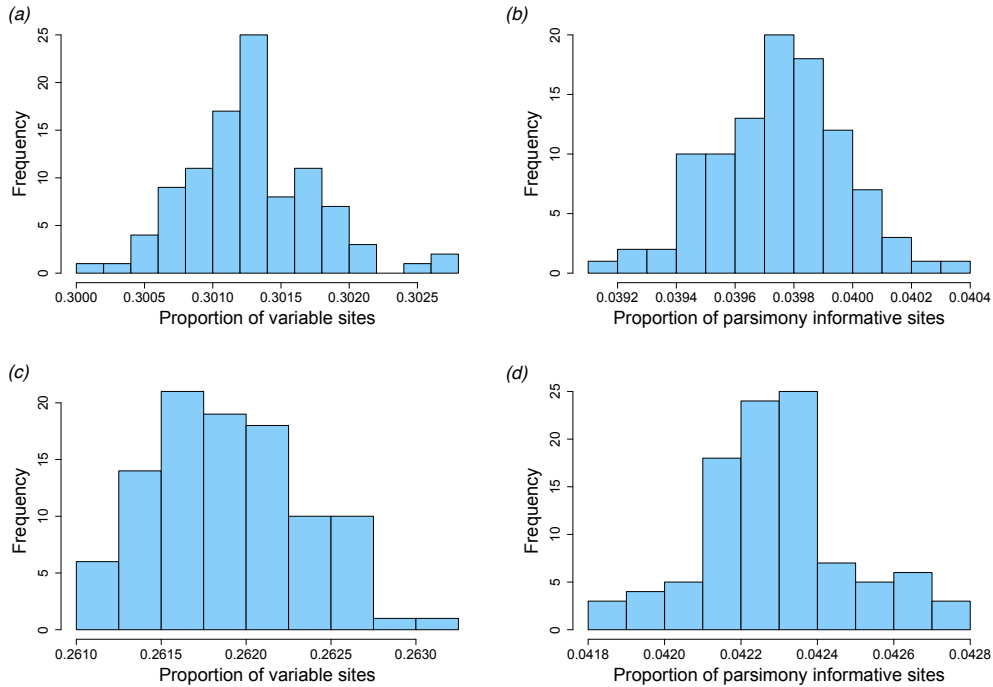 (a)
Frequency
0 5 10 15 20 25
0.3000 0.3005 0.3010 0.3015 0.3020 0.3025
Proportion of variable sites
(b)
Frequency
0 5 10 15 20
0.0392 0.0394 0.0396 0.0398 0.0400 0.0402 0.0404
Proportion of parsimony informative sites
(c)
Frequency
0 5 10 15 20
0.2610 0.2615 0.2620 0.2625 0.2630
Proportion of variable sites
(d)
Frequency
0 5 10 15 20 25
0.0418 0.0420 0.0422 0.0424 0.0426 0.0428
Proportion of parsimony informative sites